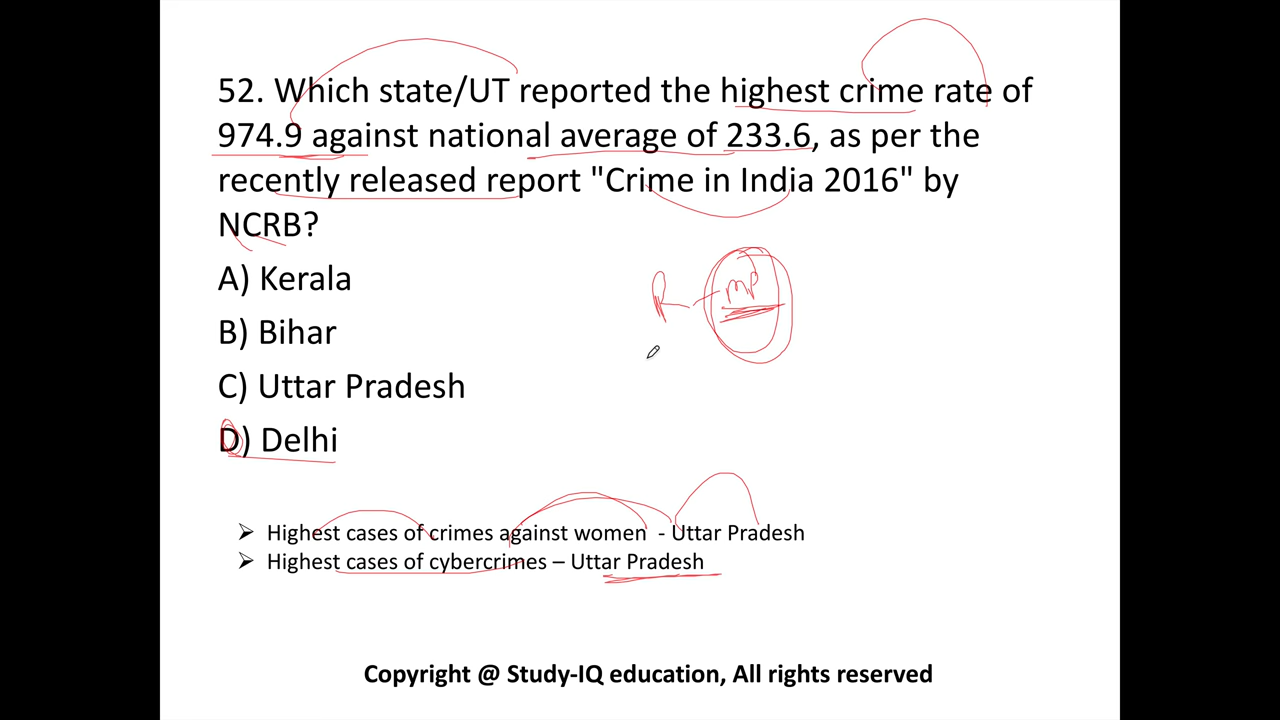 52. Which state/UT reported the highest crime rate of
974.9 against national average of 233.6, as per the
recently released report "Crime in India 2016" by
NCRB?
A) Kerala
R - MP
B) Bihar
C) Uttar Pradesh
D) Delhi
➢ Highest cases of crimes against women - Uttar Pradesh
➢ Highest cases of cybercrimes – Uttar Pradesh
Copyright @ Study-IQ education, All rights reserved